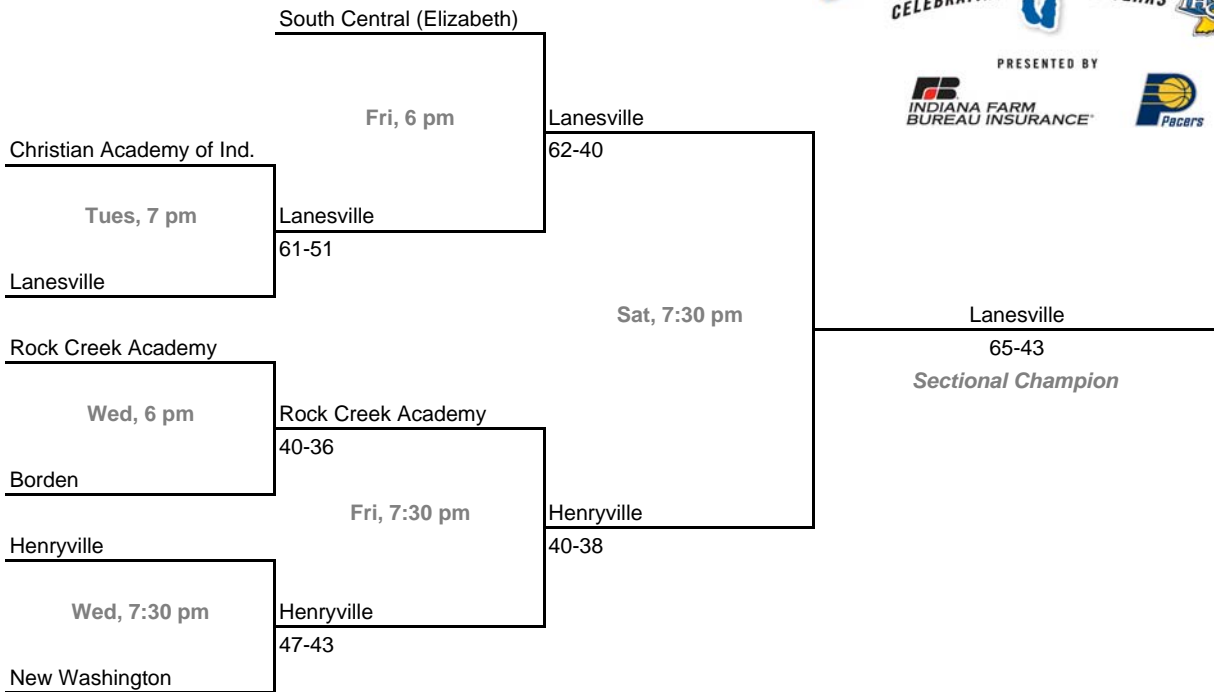 South Central (Elizabeth)
PRESENTED BY
INDIANA FARM
BUREAU INSURANCE
Pacers
Fri, 6 pm
Lanesville
62-40
Christian Academy of Ind.
Tues, 7 pm
Lanesville
61-51
Lanesville
Sat, 7:30 pm
Lanesville
65-43
Sectional Champion
Rock Creek Academy
Wed, 6 pm
Rock Creek Academy
40-36
Borden
Fri, 7:30 pm
Henryville
40-38
Henryville
Wed, 7:30 pm
Henryville
47-43
New Washington